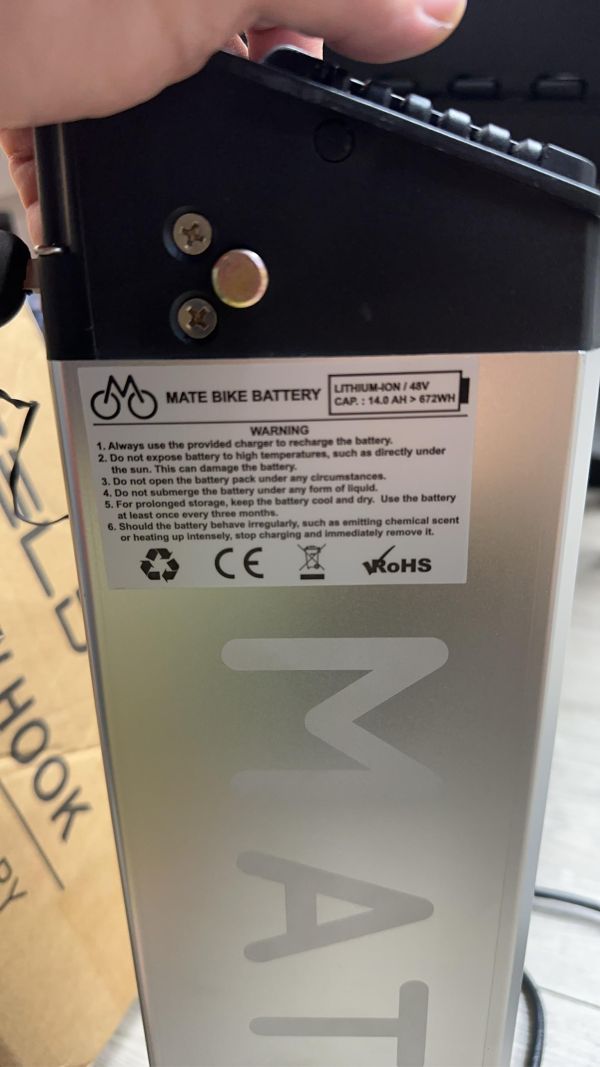 MATE BIKE BATTERY
LITHIUM-ION / 48V
CAP. : 14.0 AH > 672WH
WARNING
1. Always use the provided charger to recharge the battery.
2. Do not expose battery to high temperatures, such as directly under
the sun. This can damage the battery.
3. Do not open the battery pack under any circumstances.
4. Do not submerge the battery under any form of liquid.
5. For prolonged storage, keep the battery cool and dry. Use the battery
at least once every three months.
6. Should the battery behave irregularly, such as emitting chemical scent
or heating up intensely, stop charging and immediately remove it.
CE
RoHS
MAT
HOOK